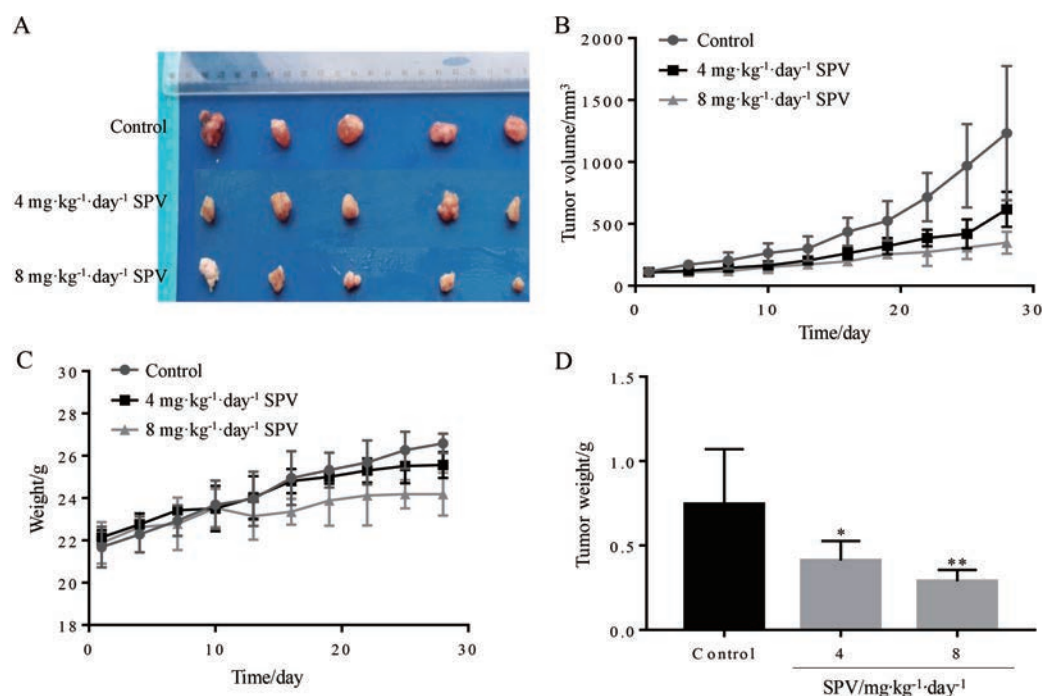 A
Control
4 mg·kg⁻¹·day⁻¹ SPV
8 mg·kg⁻¹·day⁻¹ SPV
B
Control
4 mg·kg⁻¹·day⁻¹ SPV
8 mg·kg⁻¹·day⁻¹ SPV
Tumor volume/mm³
2000
1500
1000
500
0
0 10 20 30
Time/day
C
Control
4 mg·kg⁻¹·day⁻¹ SPV
8 mg·kg⁻¹·day⁻¹ SPV
Weight/g
30
28
26
24
22
20
18
0 10 20 30
Time/day
D
Tumor weight/g
1.5
1.0
0.5
0.0
*
**
Control 4 8
SPV/mg·kg⁻¹·day⁻¹